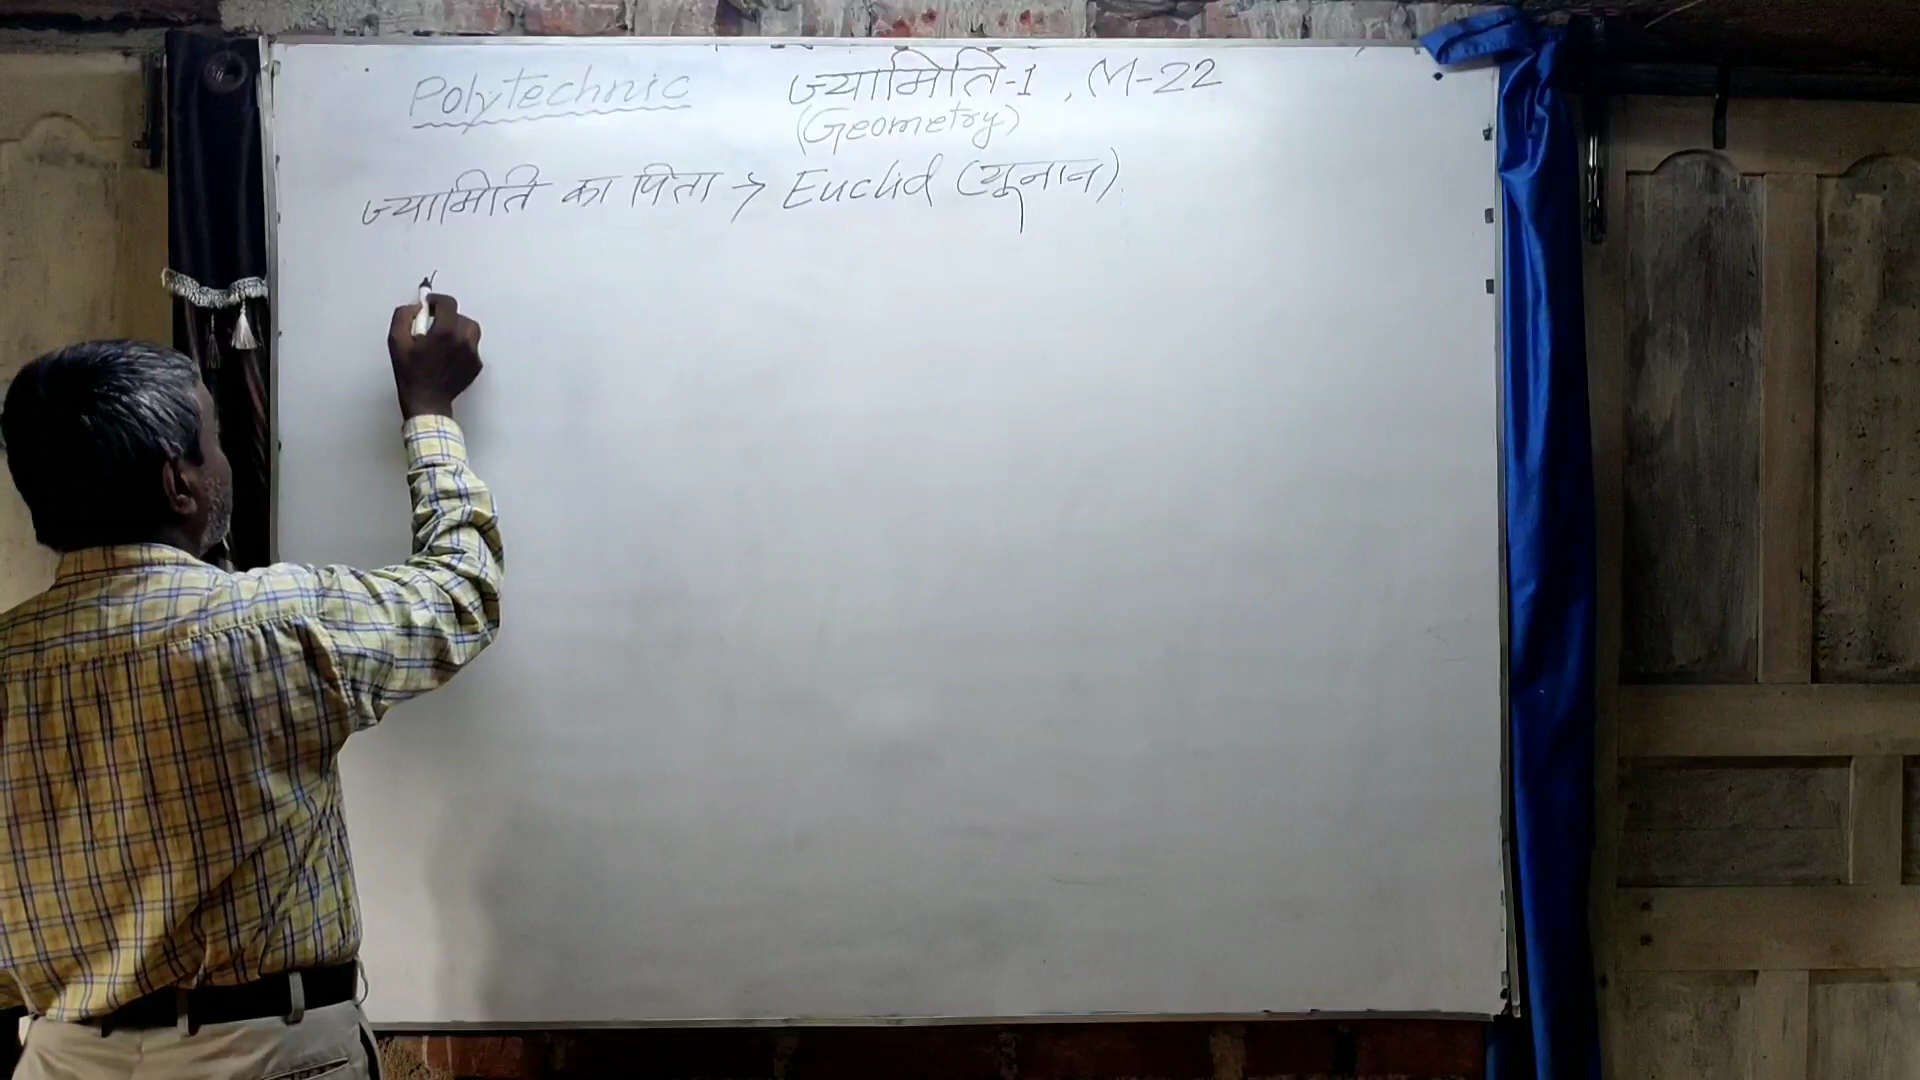 Polytechnic ज्यामिति-1, M-22
(Geometry)
ज्यामिति का पिता → Euclid (यूनान).